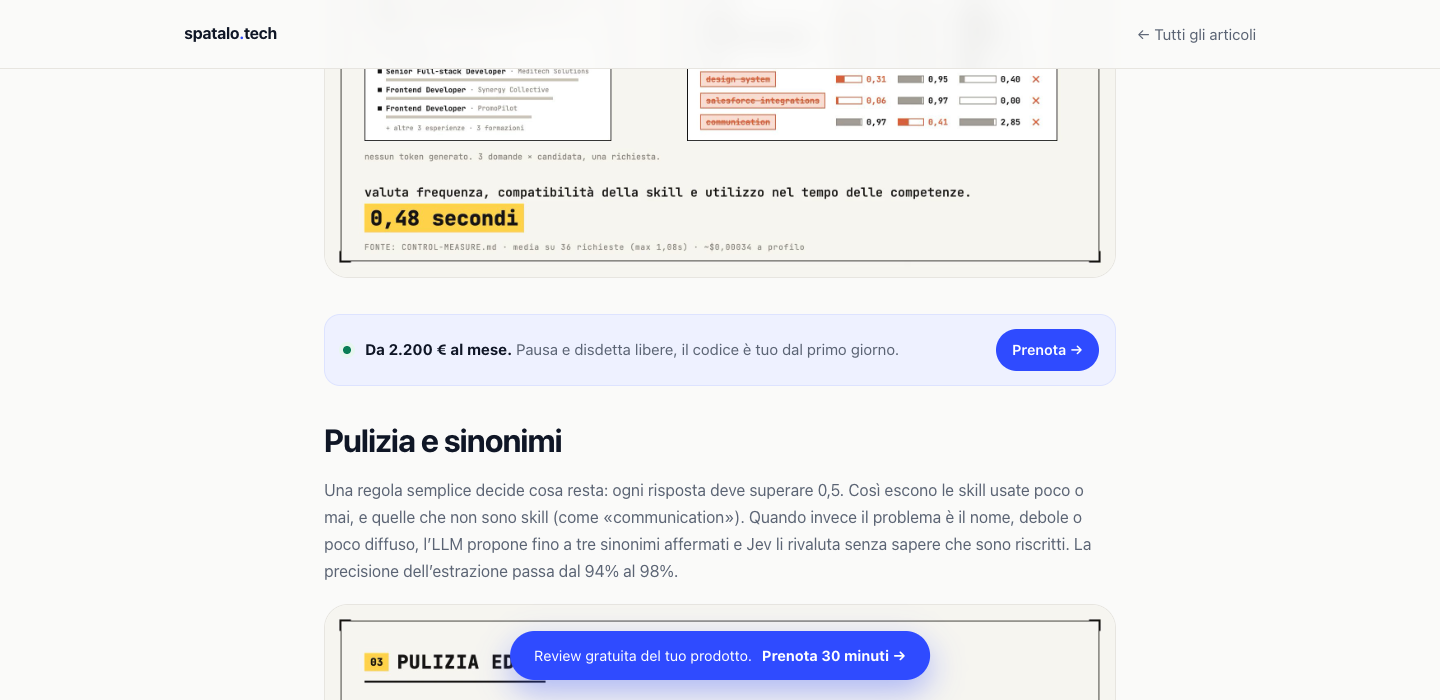 spatalo.tech
← Tutti gli articoli
■ Senior Full-stack Developer · Meditech Solutions
■ Frontend Developer · Synergy Collective
■ Frontend Developer · PromoPilot
+ altre 3 esperienze · 3 formazioni
design system 0,31 0,95 0,40 ×
salesforce integrations 0,06 0,97 0,00 ×
communication 0,97 0,41 2,85 ×
nessun token generato. 3 domande × candidata, una richiesta.
valuta frequenza, compatibilità della skill e utilizzo nel tempo delle competenze.
0,48 secondi
FONTE: CONTROL-MEASURE.md · media su 36 richieste (max 1,08s) · ~$0,00034 a profilo
Da 2.200 € al mese. Pausa e disdetta libere, il codice è tuo dal primo giorno.
Prenota →
Pulizia e sinonimi
Una regola semplice decide cosa resta: ogni risposta deve superare 0,5. Così escono le skill usate poco o
mai, e quelle che non sono skill (come «communication»). Quando invece il problema è il nome, debole o
poco diffuso, l’LLM propone fino a tre sinonimi affermati e Jev li rivaluta senza sapere che sono riscritti. La
precisione dell’estrazione passa dal 94% al 98%.
03 PULIZIA ED
Review gratuita del tuo prodotto. Prenota 30 minuti →